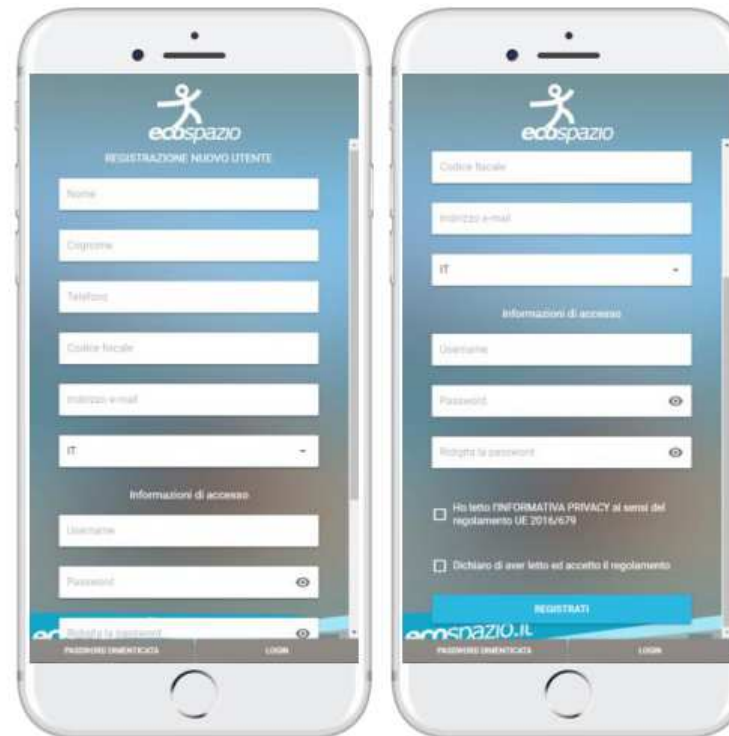 ecospazio
REGISTRAZIONE NUOVO UTENTE
Nome
Cognome
Telefono
Codice fiscale
Indirizzo e-mail
IT
Informazioni di accesso
Username
Password
Ridigita la password
PASSWORD DIMENTICATA
LOGIN
ecospazio
Codice fiscale
Indirizzo e-mail
IT
Informazioni di accesso
Username
Password
Ridigita la password
Ho letto l'INFORMATIVA PRIVACY ai sensi del
regolamento UE 2016/679
Dichiaro di aver letto ed accetto il regolamento
REGISTRATI
ecospazio.it
PASSWORD DIMENTICATA
LOGIN